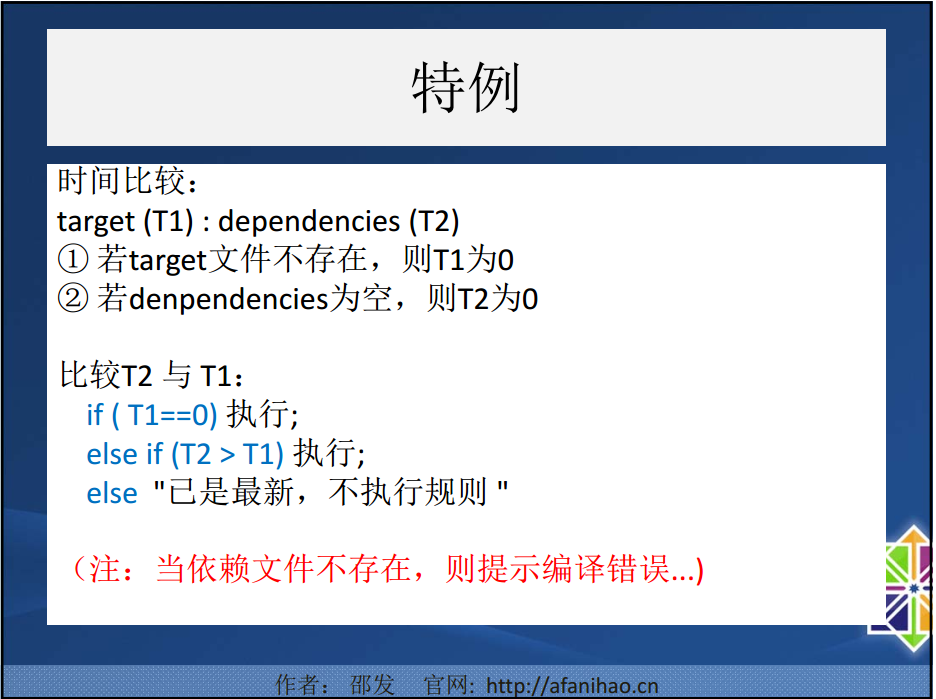 特例
时间比较：
target (T1) : dependencies (T2)
① 若target文件不存在，则T1为0
② 若denpendencies为空，则T2为0
比较T2 与 T1：
if ( T1==0) 执行;
else if (T2 > T1) 执行;
else "已是最新，不执行规则 "
（注：当依赖文件不存在，则提示编译错误...)
作者： 邵发 官网: http://afanihao.cn